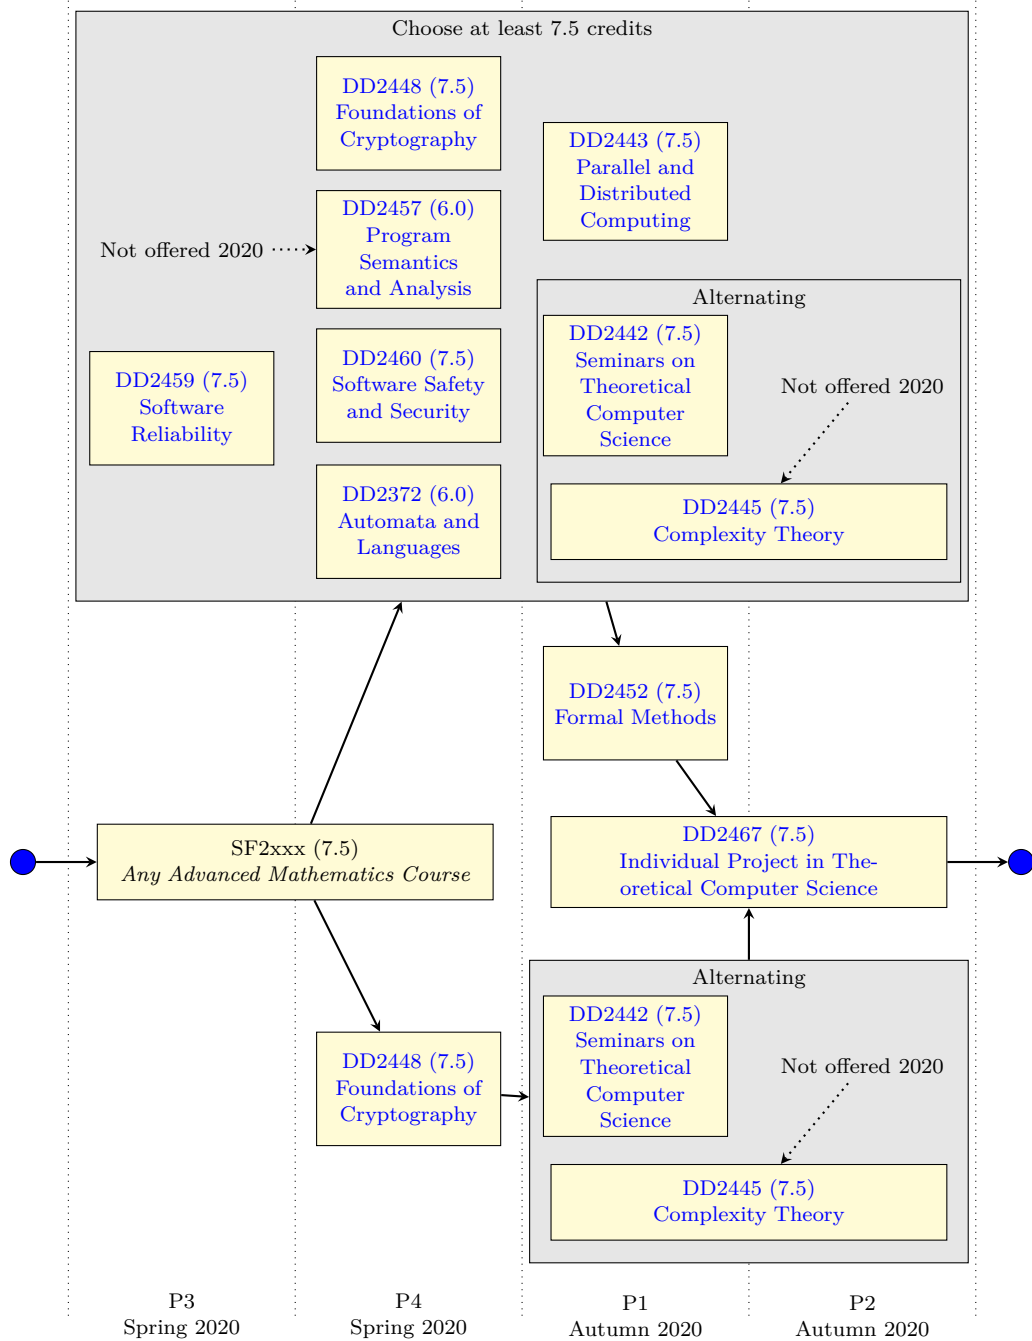 Choose at least 7.5 credits
DD2448 (7.5)
Foundations of
Cryptography
DD2443 (7.5)
Parallel and
Distributed
Computing
DD2457 (6.0)
Program
Semantics
and Analysis
Not offered 2020
Alternating
DD2442 (7.5)
Seminars on
Theoretical
Computer
Science
Not offered 2020
DD2460 (7.5)
Software Safety
and Security
DD2459 (7.5)
Software
Reliability
DD2372 (6.0)
Automata and
Languages
DD2445 (7.5)
Complexity Theory
DD2452 (7.5)
Formal Methods
SF2xxx (7.5)
Any Advanced Mathematics Course
DD2467 (7.5)
Individual Project in The-
oretical Computer Science
Alternating
DD2442 (7.5)
Seminars on
Theoretical
Computer
Science
Not offered 2020
DD2448 (7.5)
Foundations of
Cryptography
DD2445 (7.5)
Complexity Theory
P3
Spring 2020
P4
Spring 2020
P1
Autumn 2020
P2
Autumn 2020